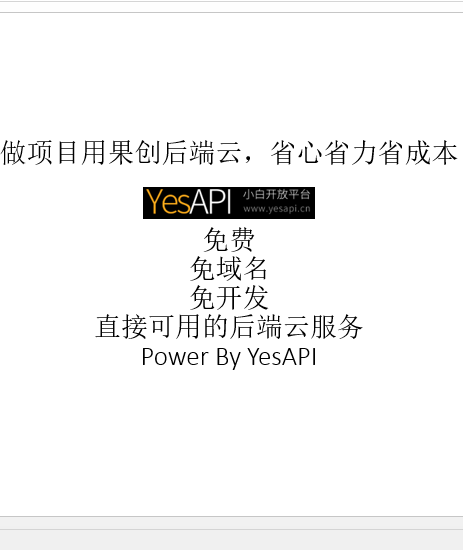 做项目用果创后端云，省心省力省成本
YesAPI 小白开放平台
www.yesapi.cn
免费
免域名
免开发
直接可用的后端云服务
Power By YesAPI